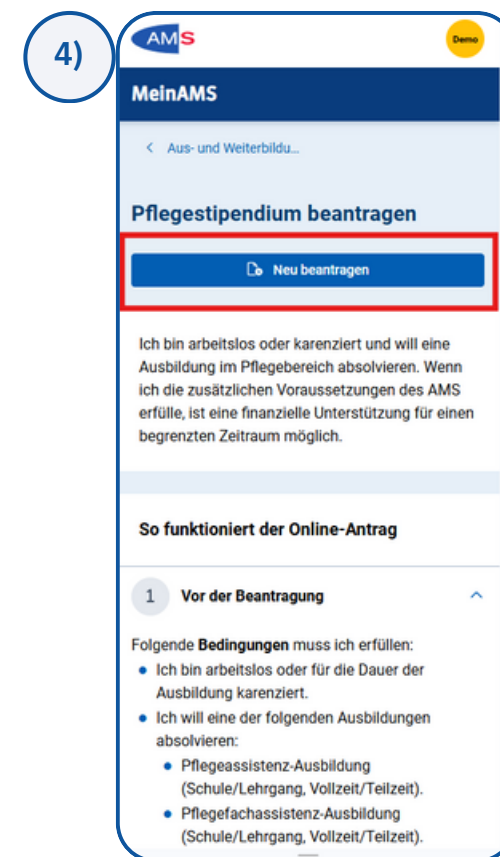 4)
AMS
Demo
MeinAMS
< Aus- und Weiterbildu...
Pflegestipendium beantragen
Neu beantragen
Ich bin arbeitslos oder karenziert und will eine
Ausbildung im Pflegebereich absolvieren. Wenn
ich die zusätzlichen Voraussetzungen des AMS
erfülle, ist eine finanzielle Unterstützung für einen
begrenzten Zeitraum möglich.
So funktioniert der Online-Antrag
1 Vor der Beantragung
Folgende Bedingungen muss ich erfüllen:
• Ich bin arbeitslos oder für die Dauer der
Ausbildung karenziert.
• Ich will eine der folgenden Ausbildungen
absolvieren:
• Pflegeassistenz-Ausbildung
(Schule/Lehrgang, Vollzeit/Teilzeit).
• Pflegefachassistenz-Ausbildung
(Schule/Lehrgang, Vollzeit/Teilzeit).